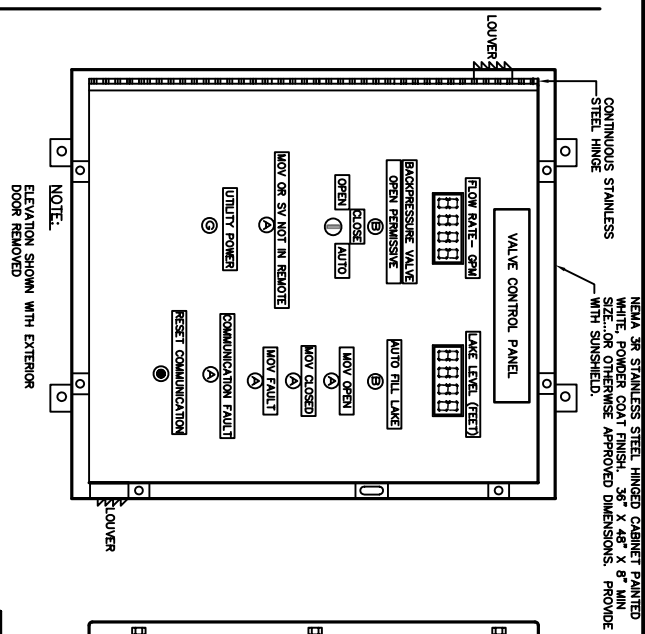 NEMA 3R STAINLESS STEEL HINGED CABINET PAINTED
WHITE, POWDER COAT FINISH. 36" X 48" X 8" MIN
SIZE...OR OTHERWISE APPROVED DIMENSIONS. PROVIDE
WITH SUNSHIELD.
CONTINUOUS STAINLESS
STEEL HINGE
LOUVER
VALVE CONTROL PANEL
FLOW RATE- GPM
LAKE LEVEL (FEET)
BACKPRESSURE VALVE
OPEN PERMISSIVE
B
AUTO FILL LAKE
B
CLOSE
OPEN
AUTO
MOV OPEN
A
MOV CLOSED
A
MOV OR SV NOT IN REMOTE
A
MOV FAULT
A
UTILITY POWER
G
COMMUNICATION FAULT
A
RESET COMMUNICATION
LOUVER
NOTE:
ELEVATION SHOWN WITH EXTERIOR
DOOR REMOVED